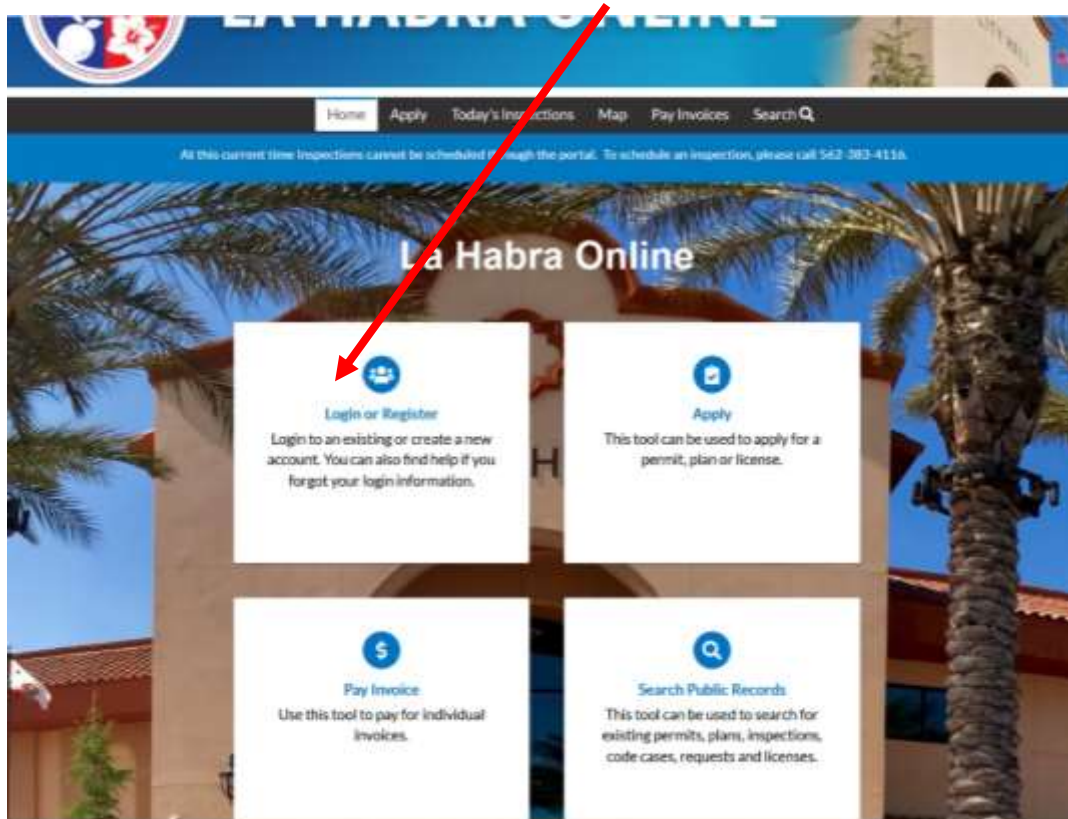 LA HABRA ONLINE
Home Apply Today's Inspections Map Pay Invoices Search
At this current time Inspections cannot be scheduled through the portal. To schedule an inspection, please call 562-383-4116.
La Habra Online
Login or Register
Login to an existing or create a new
account. You can also find help if you
forgot your login information.
Apply
This tool can be used to apply for a
permit, plan or license.
H
Pay Invoice
Use this tool to pay for individual
invoices.
Search Public Records
This tool can be used to search for
existing permits, plans, inspections,
code cases, requests and licenses.